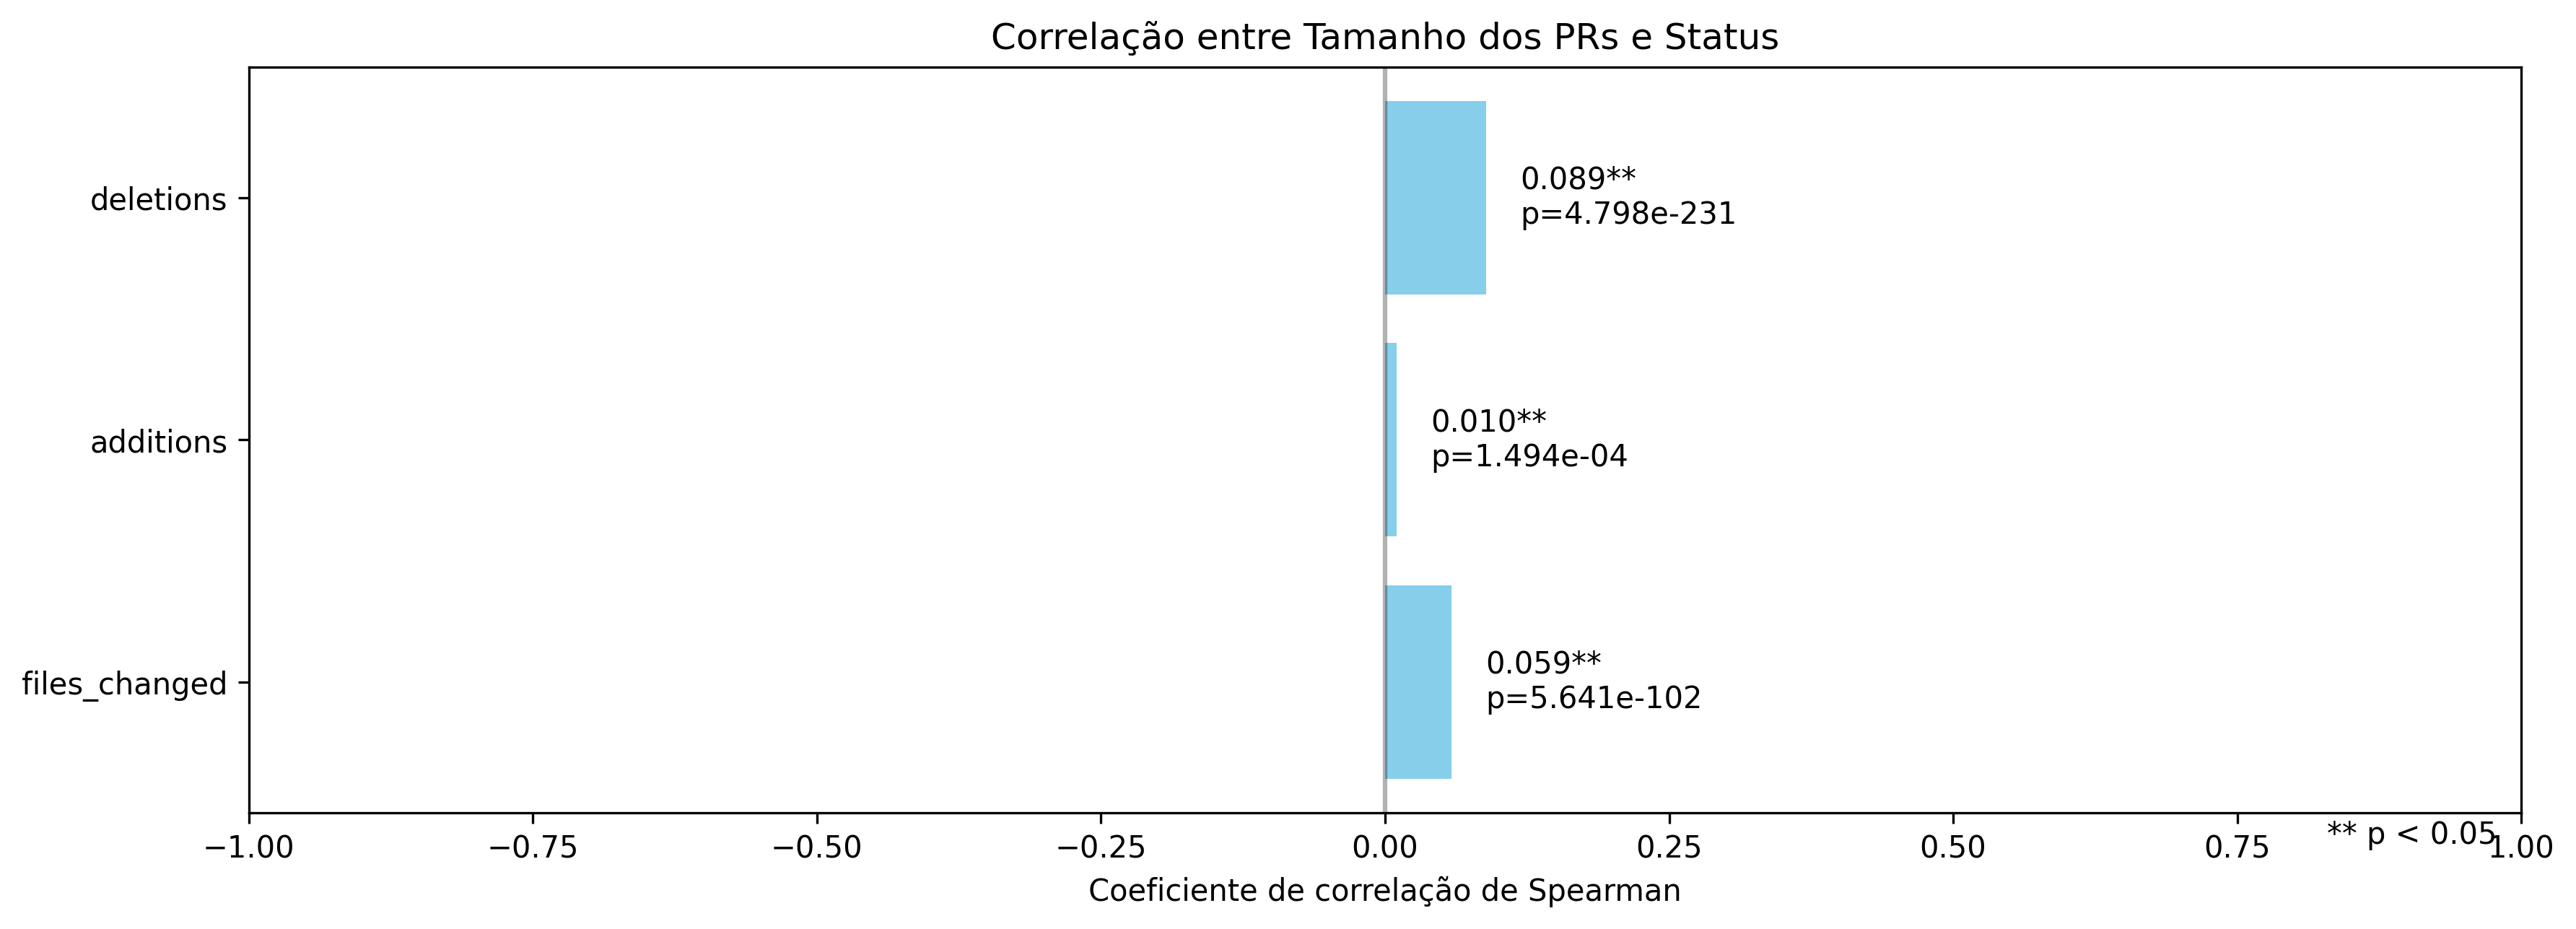 Correlação entre Tamanho dos PRs e Status
deletions
0.089**
p=4.798e-231
additions
0.010**
p=1.494e-04
files_changed
0.059**
p=5.641e-102
−1.00 −0.75 −0.50 −0.25 0.00 0.25 0.50 0.75 1.00
** p < 0.05
Coeficiente de correlação de Spearman